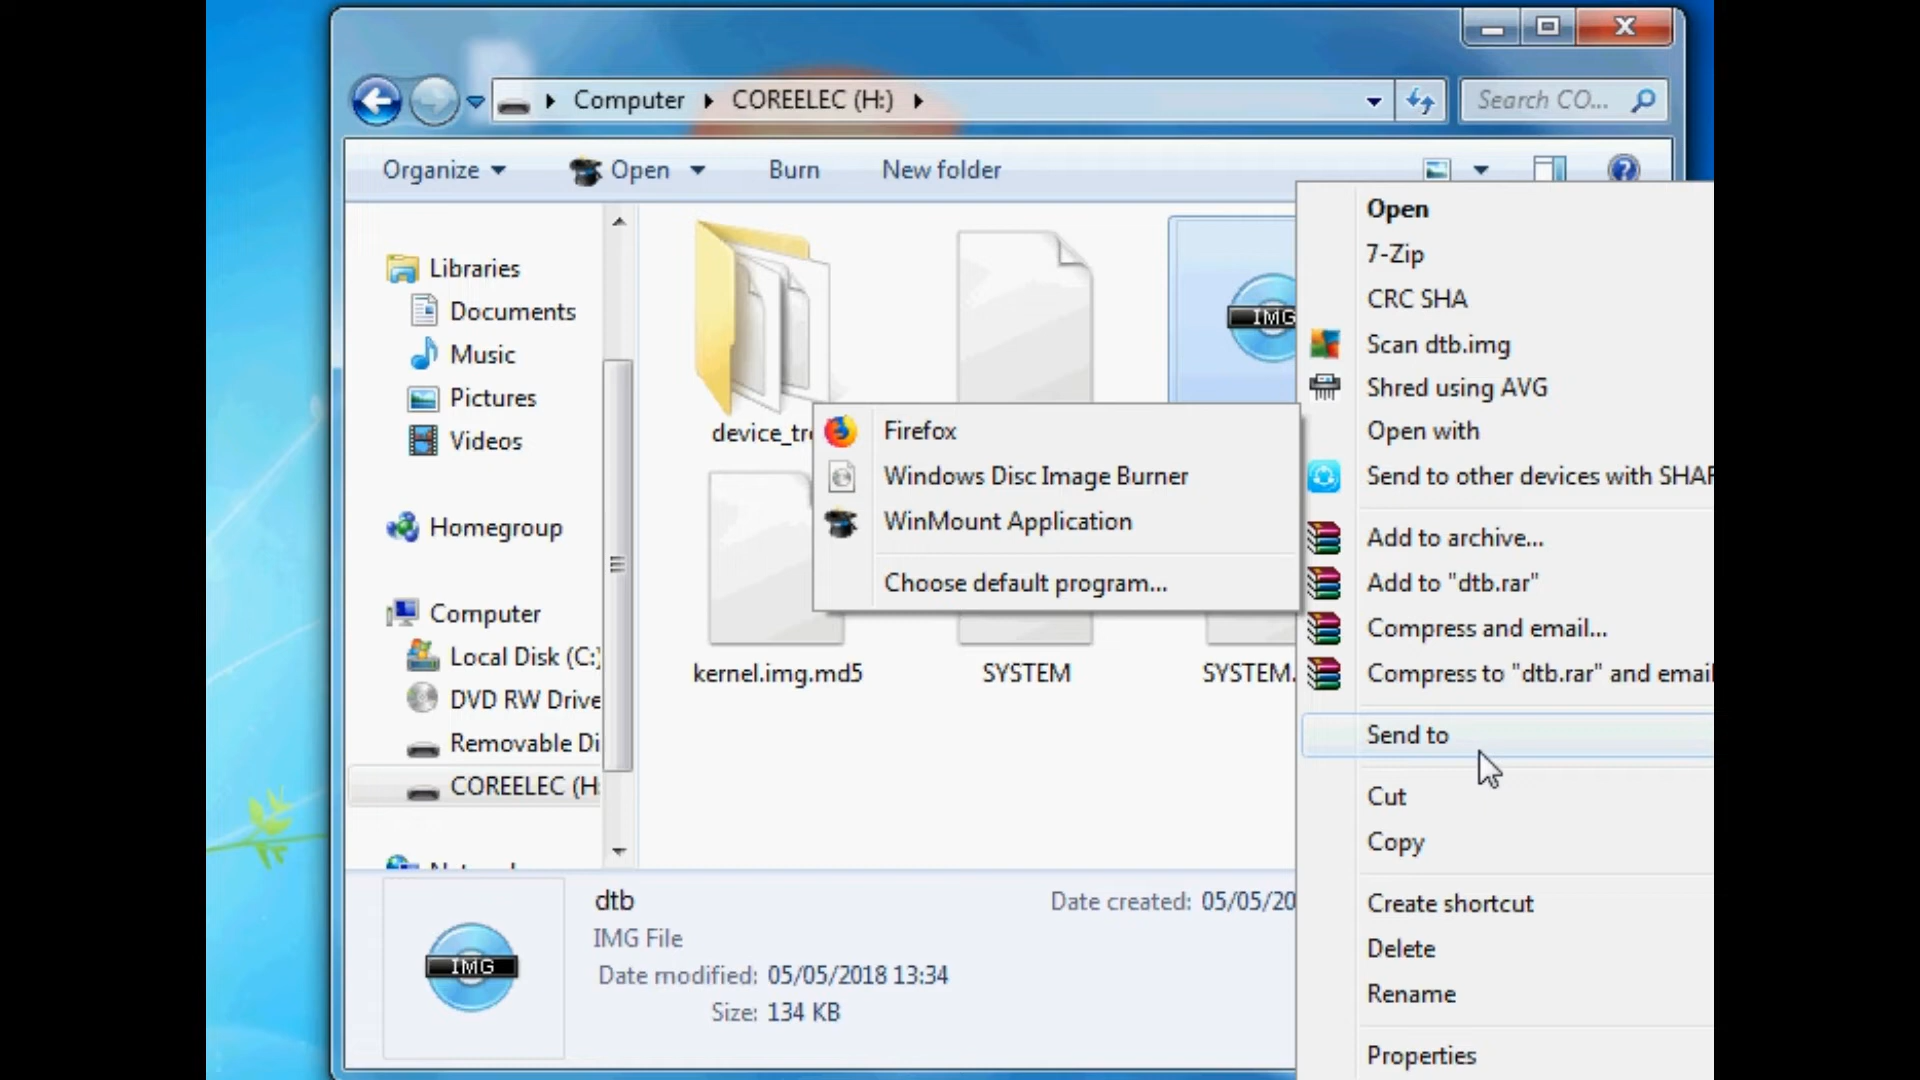 Computer
COREELEC (H:)
Search CO...
Organize
Open
Burn
New folder
Libraries
Documents
Music
Pictures
Videos
Homegroup
Computer
Local Disk (C:)
DVD RW Drive
Removable Di
COREELEC (H:
device_tr
IMG
kernel.img.md5
SYSTEM
SYSTEM.
Firefox
Windows Disc Image Burner
WinMount Application
Choose default program...
Open
7-Zip
CRC SHA
Scan dtb.img
Shred using AVG
Open with
Send to other devices with SHAR
Add to archive...
Add to "dtb.rar"
Compress and email...
Compress to "dtb.rar" and email
Send to
Cut
Copy
Create shortcut
Delete
Rename
Properties
IMG
dtb
IMG File
Date modified: 05/05/2018 13:34
Size: 134 KB
Date created: 05/05/20